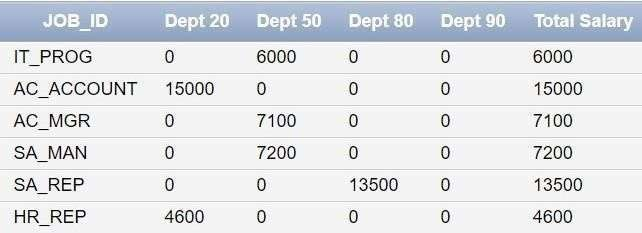 JOB_ID Dept 20 Dept 50 Dept 80 Dept 90 Total Salary
IT_PROG 0 6000 0 0 6000
AC_ACCOUNT 15000 0 0 0 15000
AC_MGR 0 7100 0 0 7100
SA_MAN 0 7200 0 0 7200
SA_REP 0 0 13500 0 13500
HR_REP 4600 0 0 0 4600